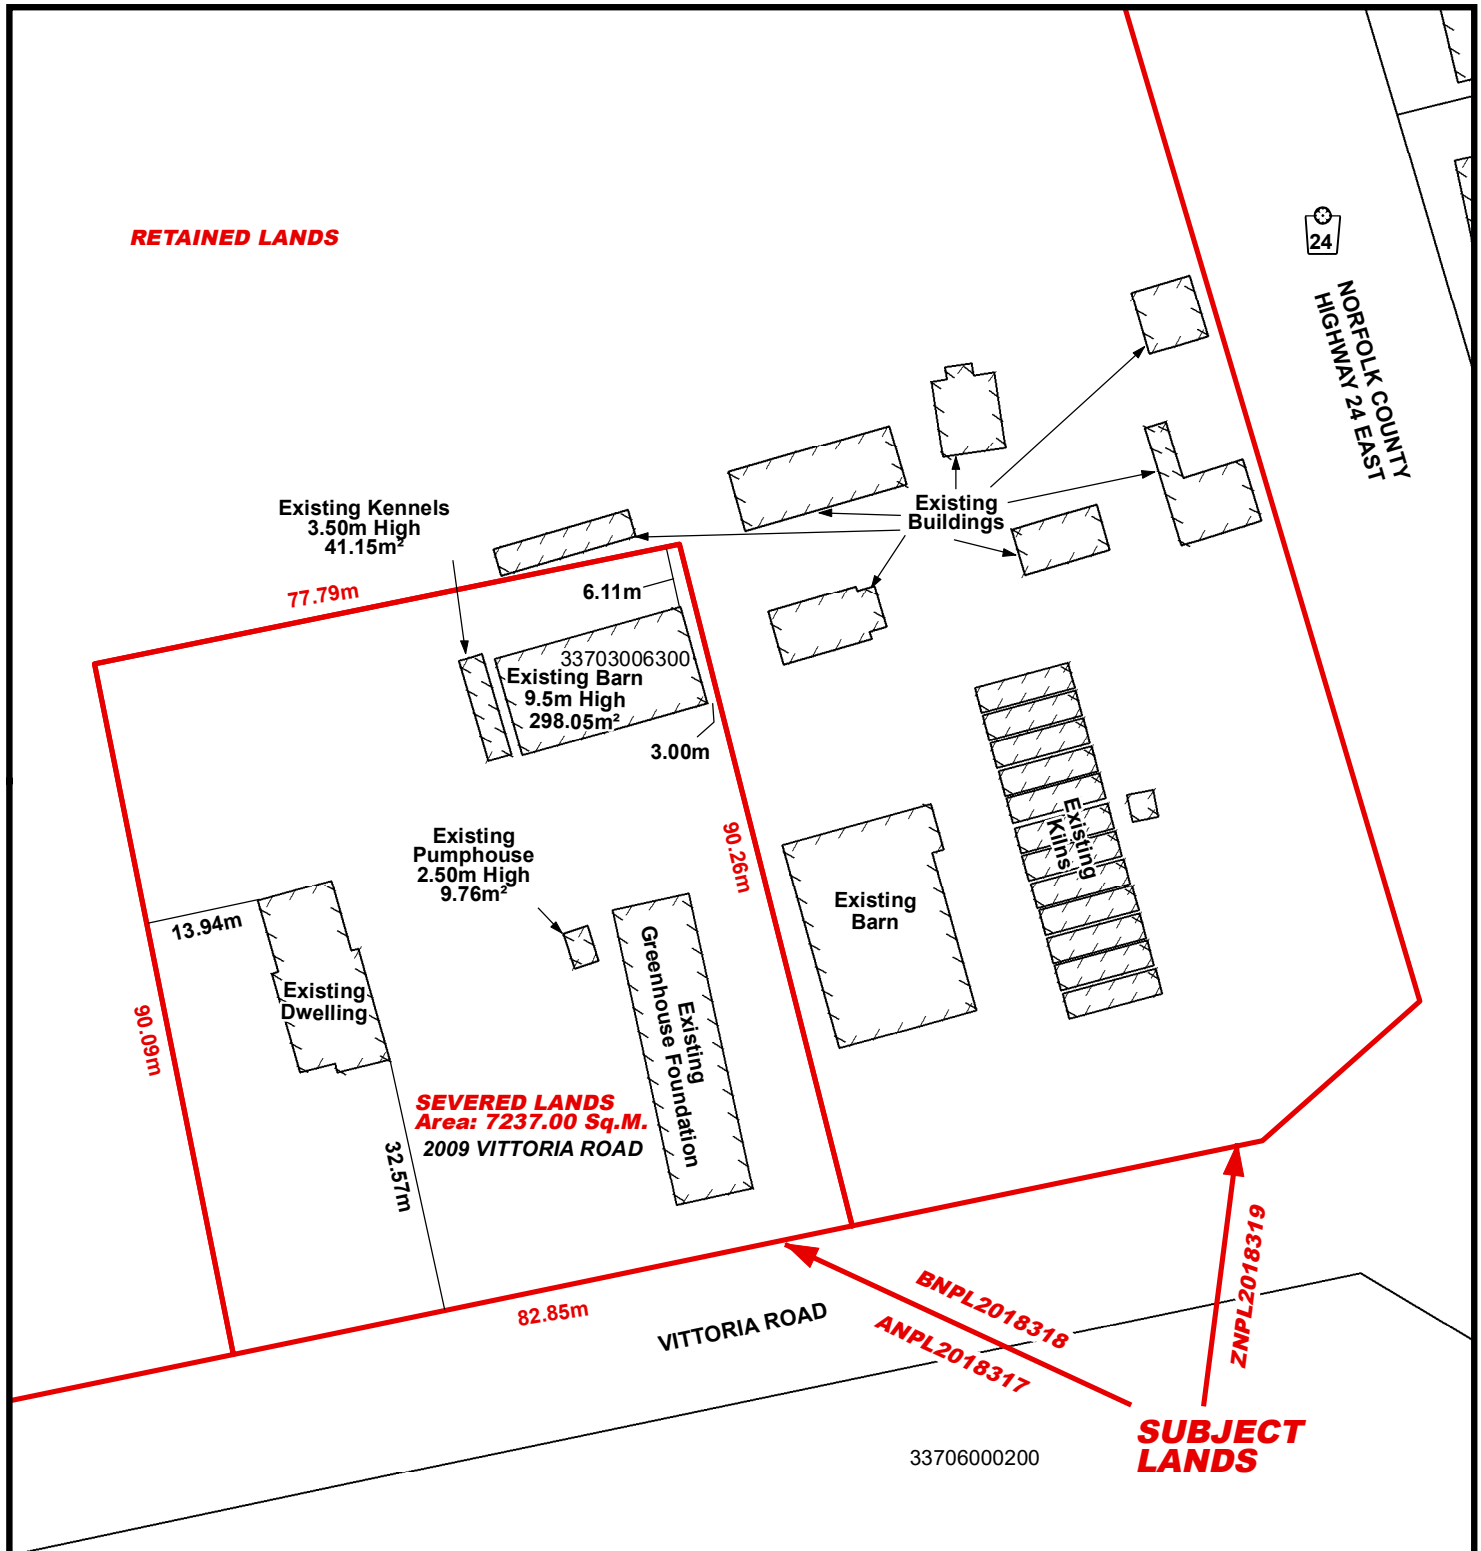 RETAINED LANDS
24
NORFOLK COUNTY
HIGHWAY 24 EAST
Existing Kennels
3.50m High
41.15m²
Existing
Buildings
77.79m
6.11m
33703006300
Existing Barn
9.5m High
298.05m²
3.00m
90.26m
Existing
Kilns
Existing
Pumphouse
2.50m High
9.76m²
Existing
Barn
13.94m
Existing
Dwelling
Existing
Greenhouse Foundation
90.09m
SEVERED LANDS
Area: 7237.00 Sq.M.
2009 VITTORIA ROAD
32.57m
82.85m
VITTORIA ROAD
BNPL2018318
ANPL2018317
ZNPL2018319
SUBJECT
LANDS
33706000200